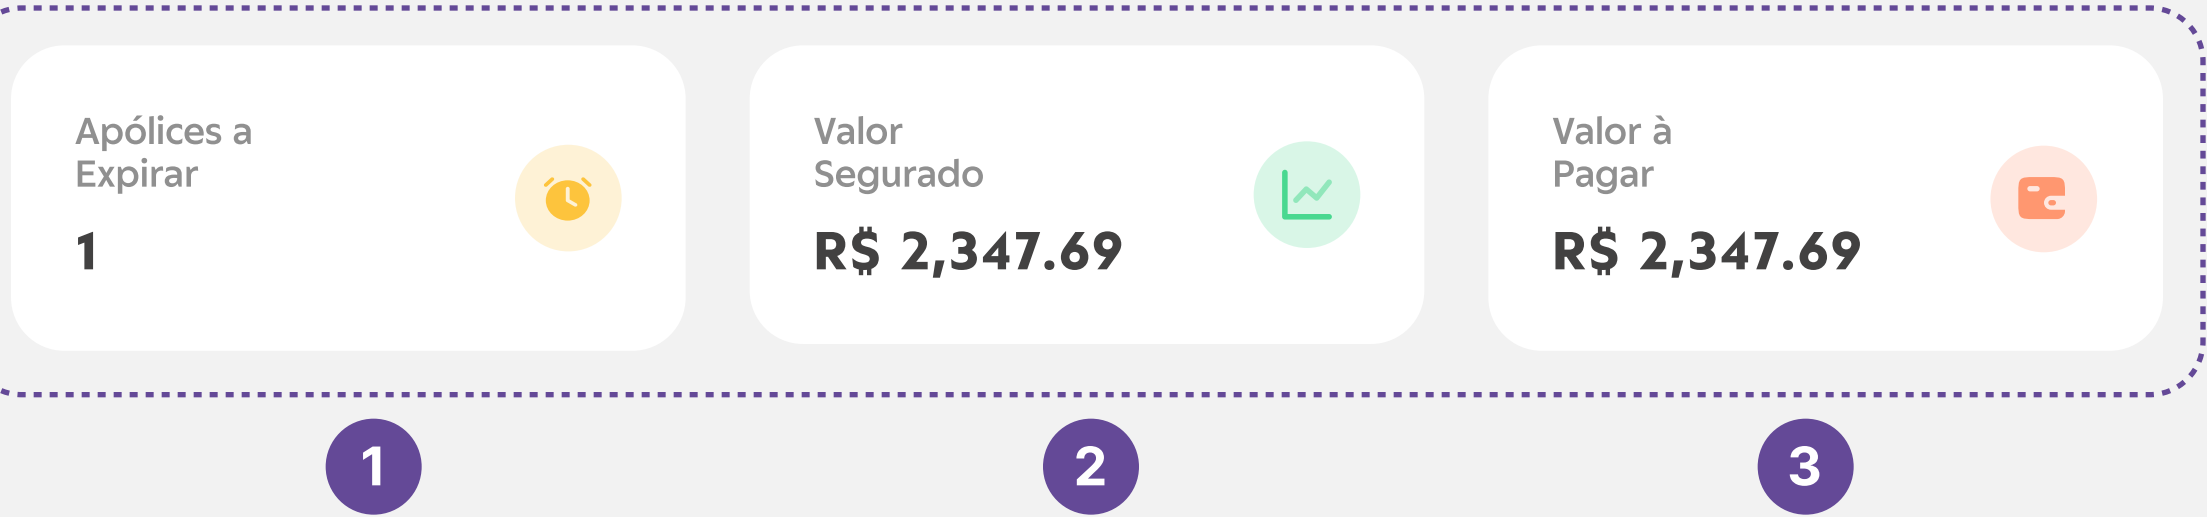 Apólices a
Expirar
1
Valor
Segurado
R$ 2,347.69
Valor à
Pagar
R$ 2,347.69
1
2
3